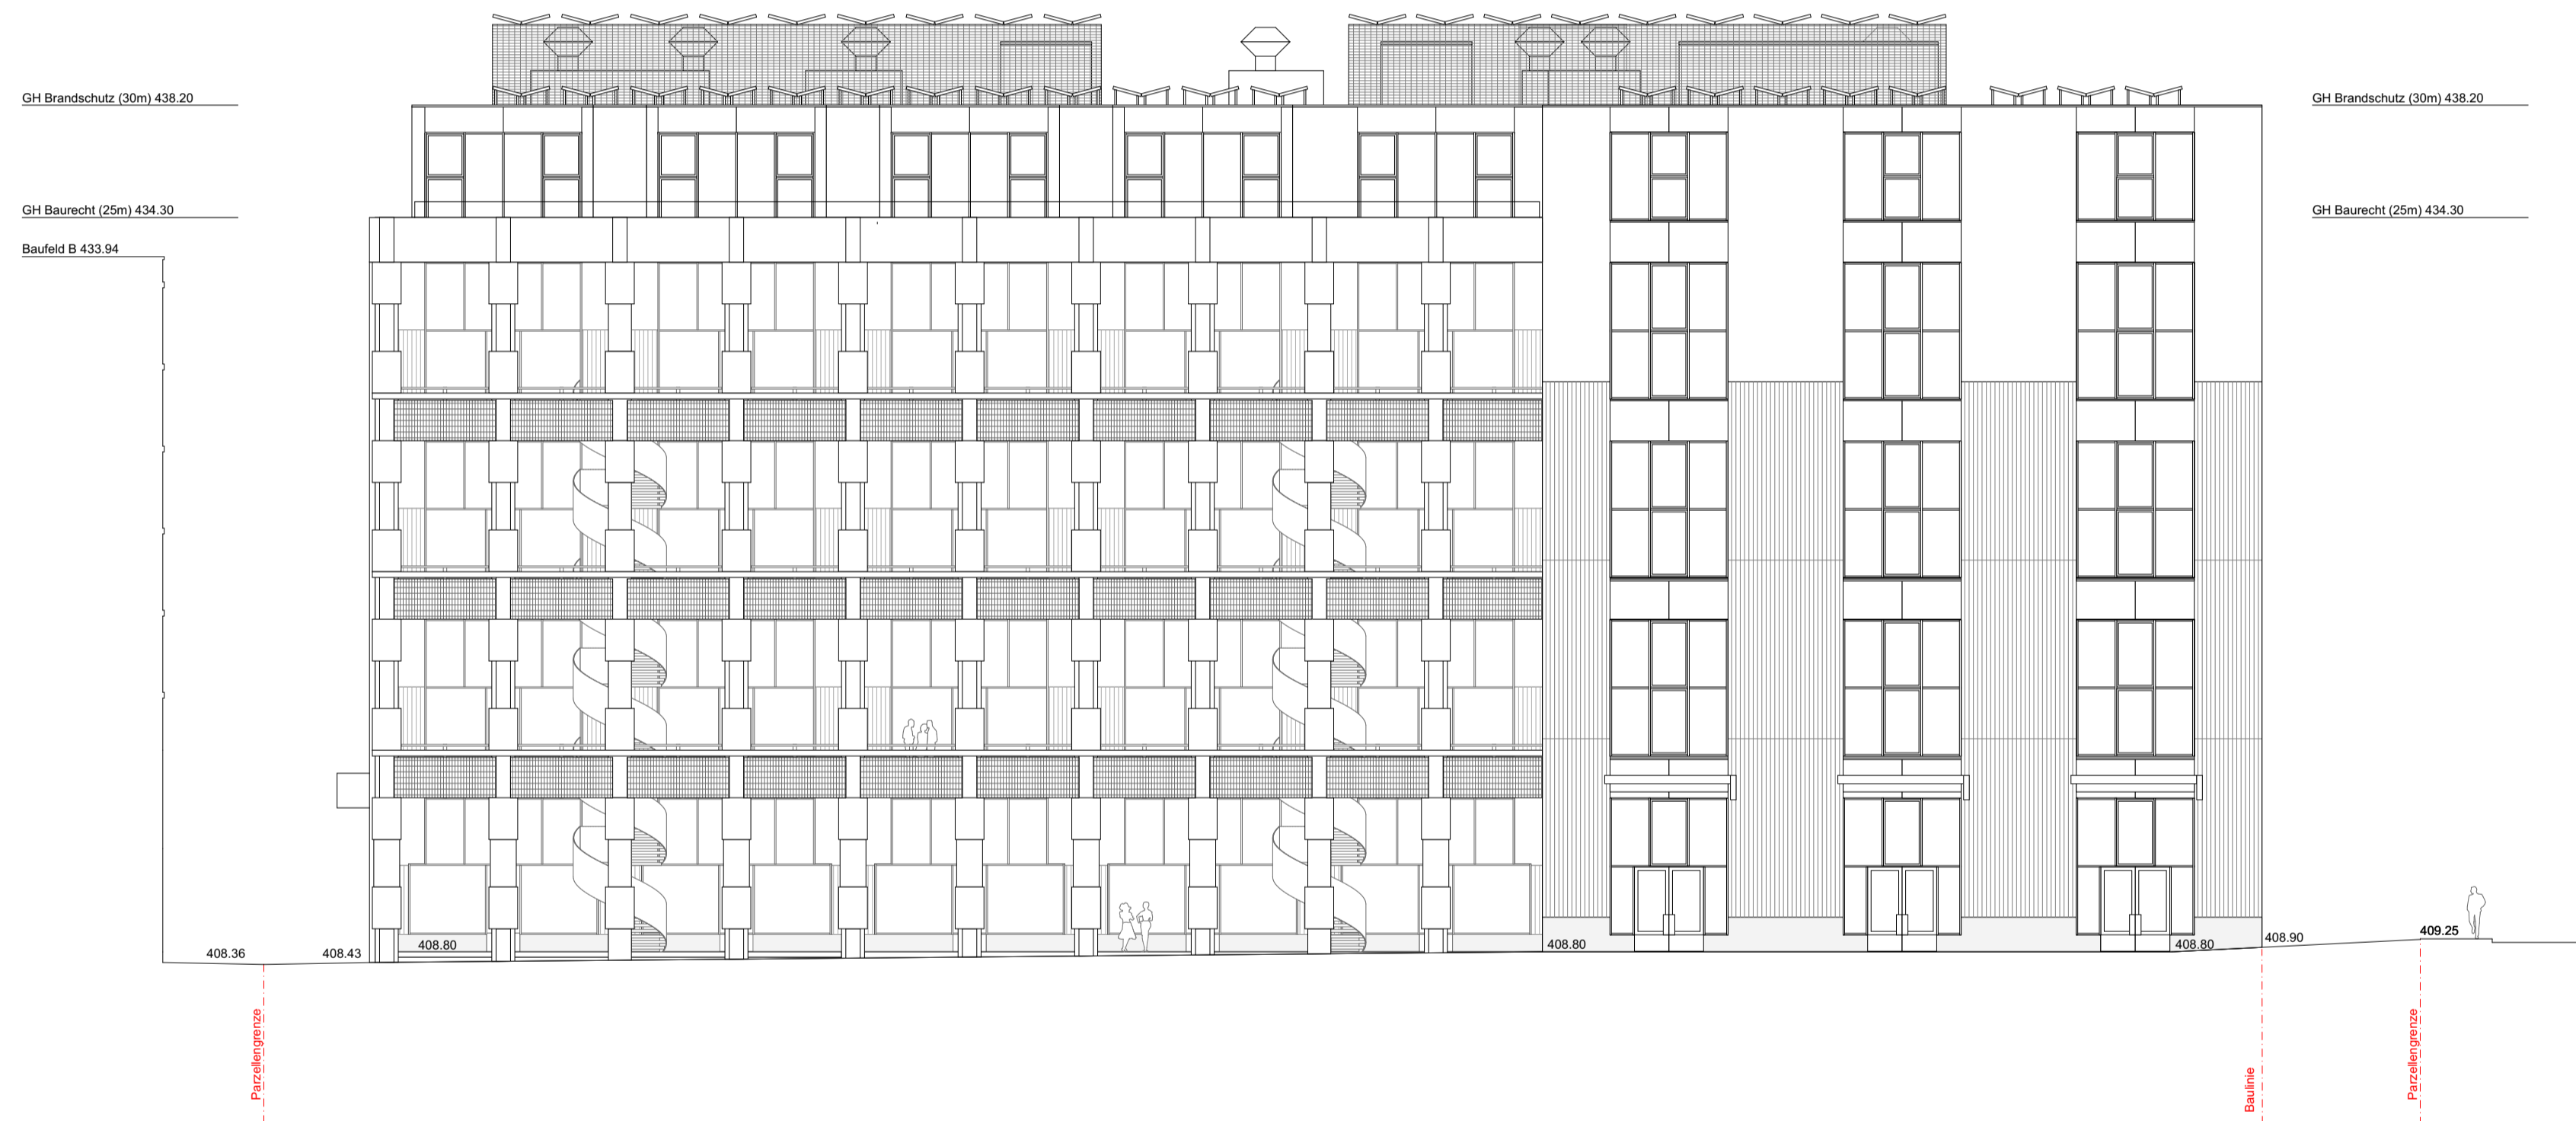 GH Brandschutz (30m) 438.20
GH Brandschutz (30m) 438.20
GH Baurecht (25m) 434.30
GH Baurecht (25m) 434.30
Baufeld B 433.94
408.36
408.43
408.80
408.80
408.80
408.90
409.25
Parzellengrenze
Baulinie
Parzellengrenze